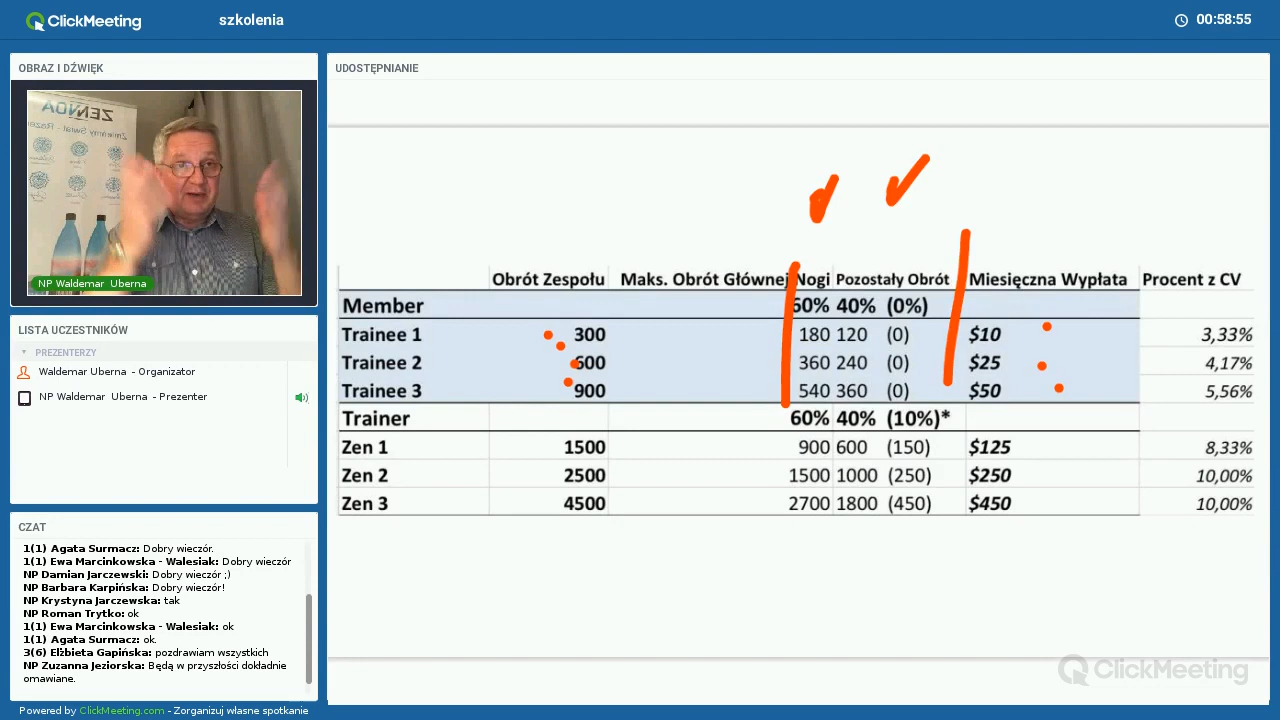 ClickMeeting
szkolenia
00:58:55
OBRAZ I DŹWIĘK
ZENNOA
Zmieniamy Świat - Raze
NP Waldemar Uberna
LISTA UCZESTNIKÓW
PREZENTERZY
Waldemar Uberna - Organizator
NP Waldemar Uberna - Prezenter
CZAT
1(1) Agata Surmacz: Dobry wieczór.
1(1) Ewa Marcinkowska - Walesiak: Dobry wieczór
NP Damian Jarczewski: Dobry wieczór ;)
NP Barbara Karpińska: Dobry wieczór!
NP Krystyna Jarczewska: tak
NP Roman Trytko: ok
1(1) Ewa Marcinkowska - Walesiak: ok
1(1) Agata Surmacz: ok.
3(6) Elżbieta Gapińska: pozdrawiam wszystkich
NP Zuzanna Jeziorska: Będą w przyszłości dokładnie
omawiane.
Powered by ClickMeeting.com - Zorganizuj własne spotkanie
UDOSTĘPNIANIE
Obrót Zespołu Maks. Obrót Głównej Nogi Pozostały Obrót Miesięczna Wypłata Procent z CV
Member 60% 40% (0%)
Trainee 1 300 180 120 (0) $10 3,33%
Trainee 2 600 360 240 (0) $25 4,17%
Trainee 3 900 540 360 (0) $50 5,56%
Trainer 60% 40% (10%)*
Zen 1 1500 900 600 (150) $125 8,33%
Zen 2 2500 1500 1000 (250) $250 10,00%
Zen 3 4500 2700 1800 (450) $450 10,00%
ClickMeeting